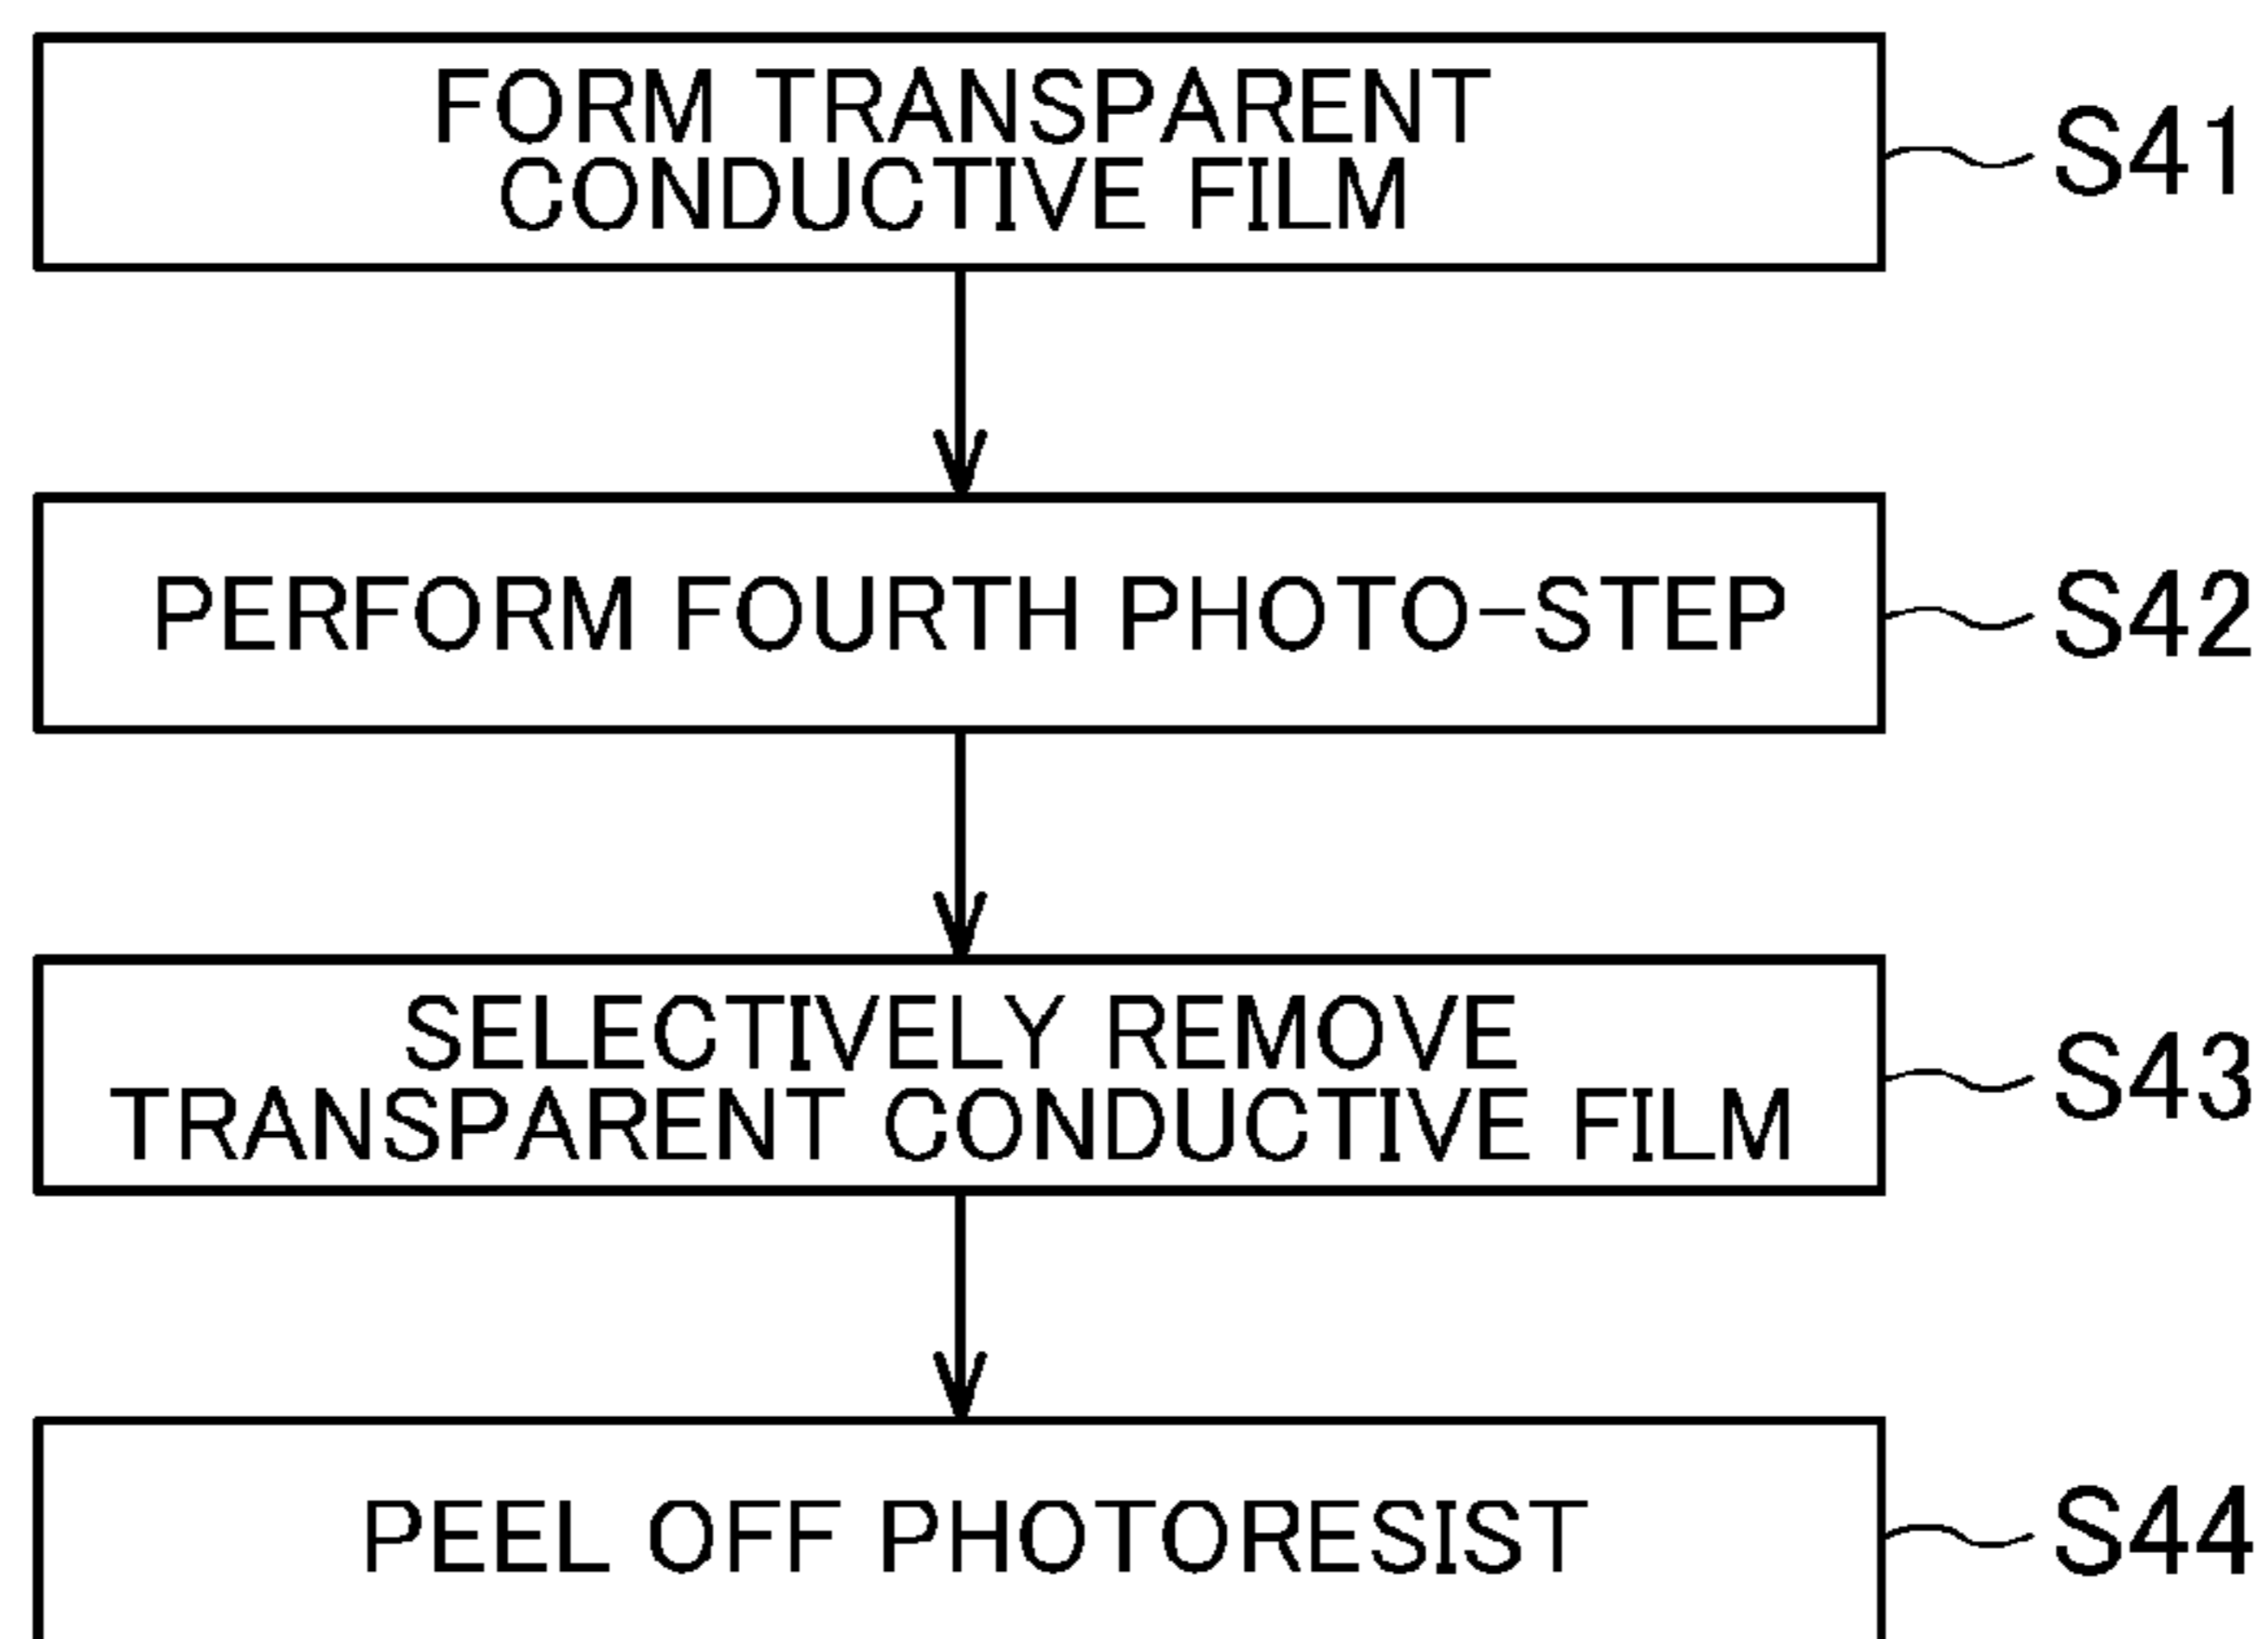 FORM TRANSPARENT
CONDUCTIVE FILM
S41
PERFORM FOURTH PHOTO-STEP
S42
SELECTIVELY REMOVE
TRANSPARENT CONDUCTIVE FILM
S43
PEEL OFF PHOTORESIST
S44